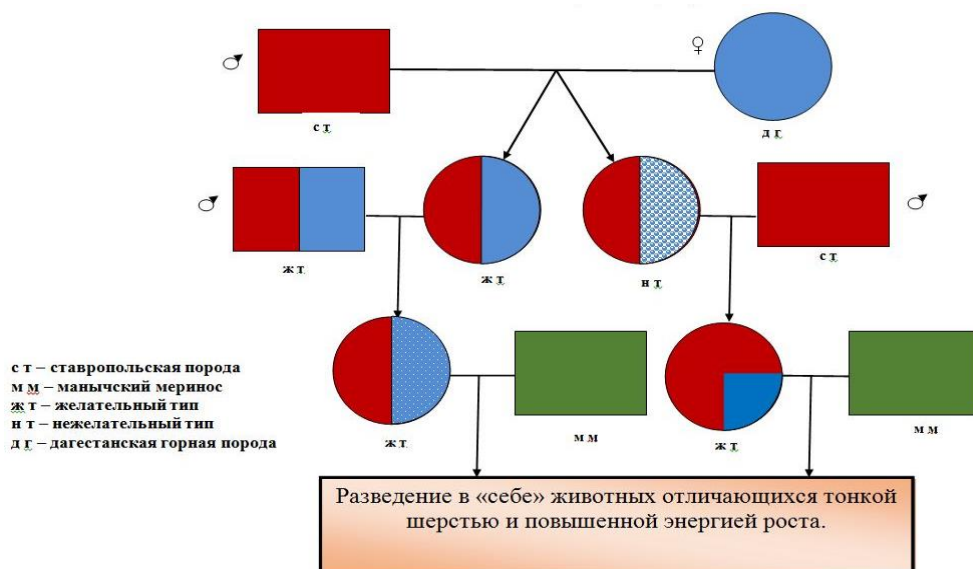 ♂
♀
с т
д г
♂
♂
ж т
ж т
н т
с т
с т – ставропольская порода
м м – манычский меринос
ж т – желательный тип
н т – нежелательный тип
д г – дагестанская горная порода
ж т
м м
ж т
м м
Разведение в «себе» животных отличающихся тонкой
шерстью и повышенной энергией роста.